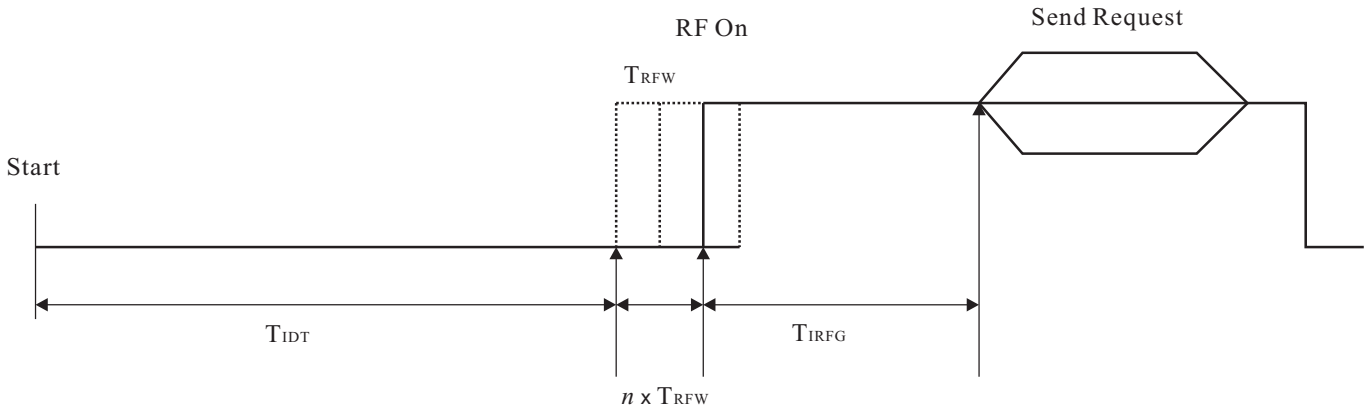 Send Request
RF On
TRFW
Start
TIDT
TIRFG
n x TRFW